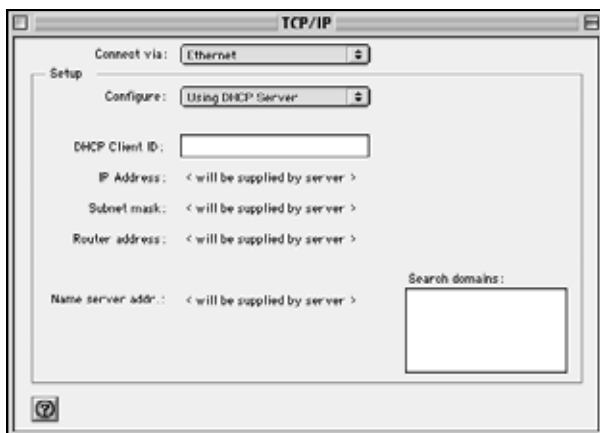 TCP/IP
Connect via: Ethernet
Setup
Configure: Using DHCP Server
DHCP Client ID:
IP Address: < will be supplied by server >
Subnet mask: < will be supplied by server >
Router address: < will be supplied by server >
Search domains:
Name server addr.: < will be supplied by server >
?